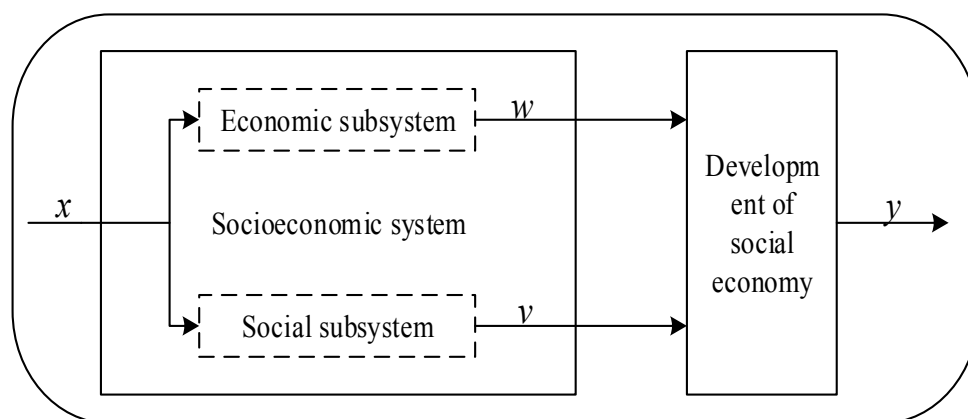 Economic subsystem
w
x
Socioeconomic system
Developm
ent of
social
economy
y
Social subsystem
v